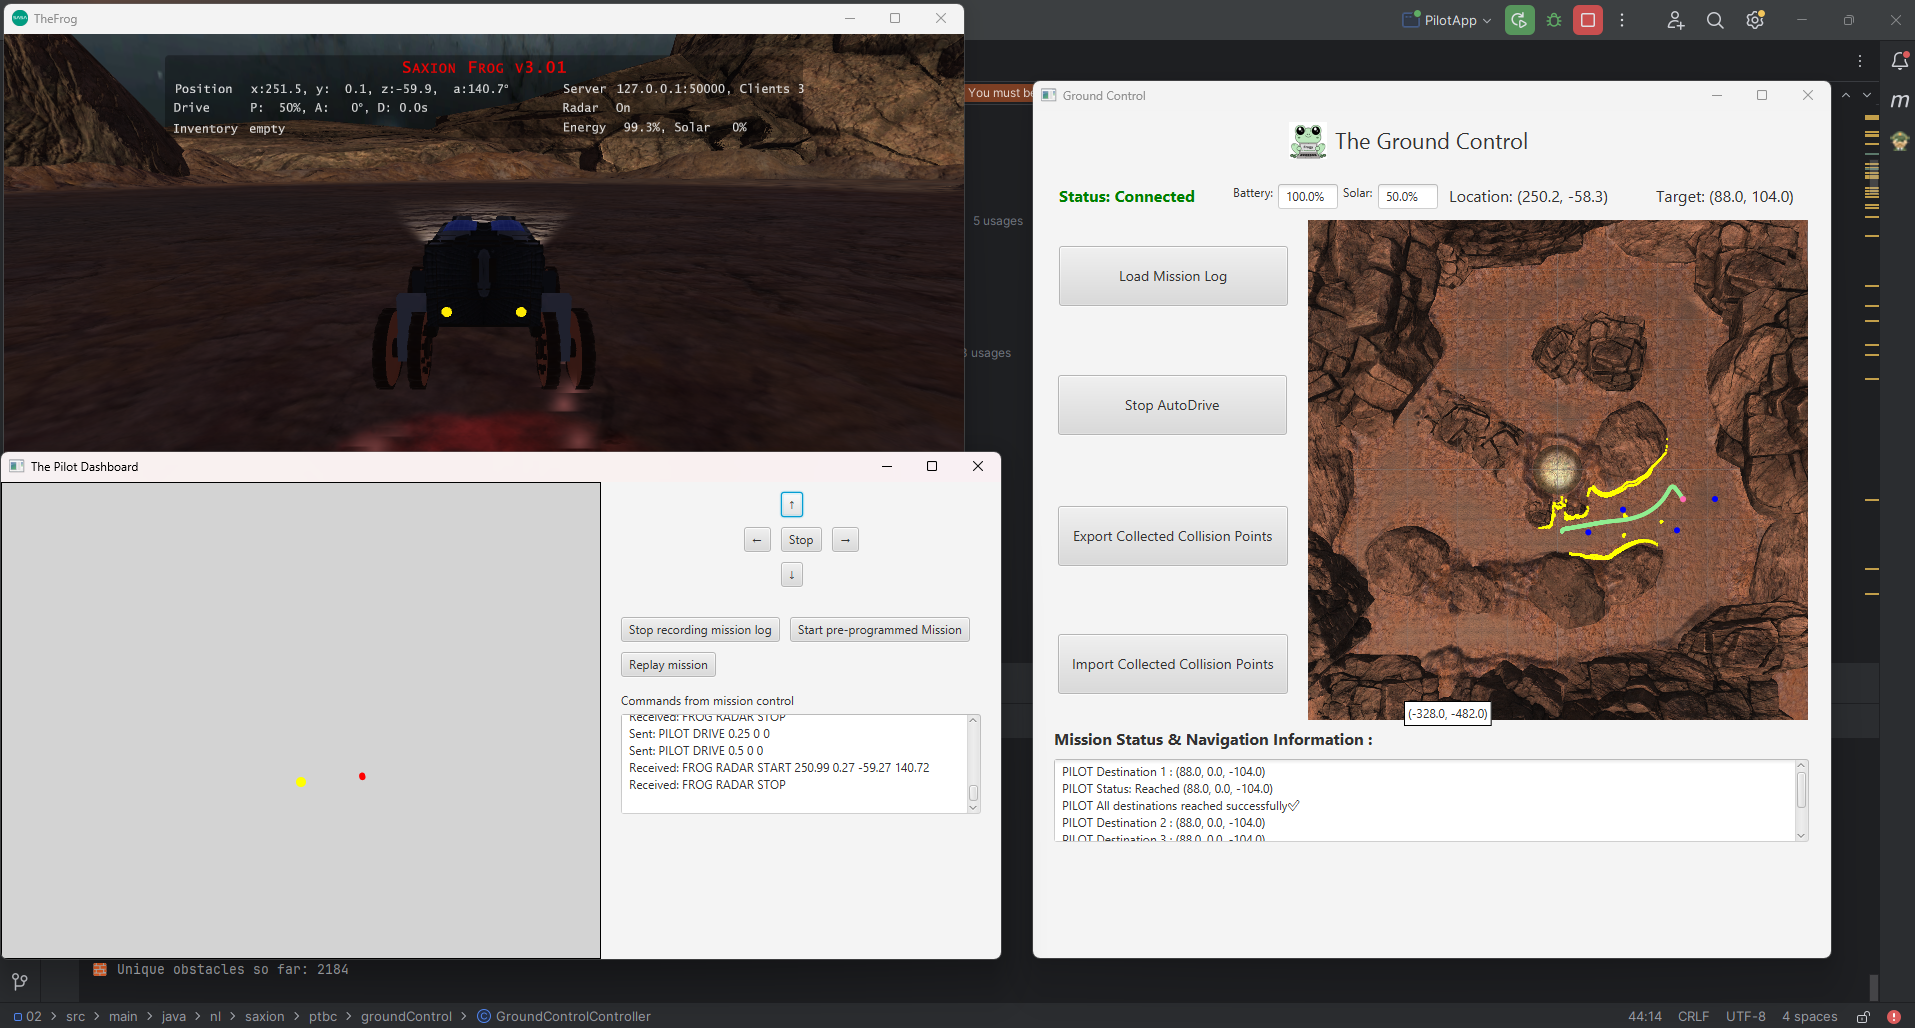 TheFrog
SAXION FROG V3.01
Position x:251.5, y: 0.1, z:-59.9, a:140.7°
Server 127.0.0.1:50000, Clients 3
Drive P: 50%, A: 0°, D: 0.0s
Radar On
Inventory empty
Energy 99.3%, Solar 0%
PilotApp
You must be
5 usages
usages
Ground Control
The Ground Control
Status: Connected
Battery: 100.0% Solar: 50.0% Location: (250.2, -58.3) Target: (88.0, 104.0)
Load Mission Log
Stop AutoDrive
Export Collected Collision Points
Import Collected Collision Points
(-328.0, -482.0)
Mission Status & Navigation Information :
PILOT Destination 1 : (88.0, 0.0, -104.0)
PILOT Status: Reached (88.0, 0.0, -104.0)
PILOT All destinations reached successfully✅
PILOT Destination 2 : (88.0, 0.0, -104.0)
PILOT Destination 3 : (88.0, 0.0, -104.0)
The Pilot Dashboard
↑
← Stop →
↓
Stop recording mission log
Start pre-programmed Mission
Replay mission
Commands from mission control
Received: FROG RADAR STOP
Sent: PILOT DRIVE 0.25 0 0
Sent: PILOT DRIVE 0.5 0 0
Received: FROG RADAR START 250.99 0.27 -59.27 140.72
Received: FROG RADAR STOP
Unique obstacles so far: 2184
02 > src > main > java > nl > saxion > ptbc > groundControl > GroundControlController
44:14 CRLF UTF-8 4 spaces